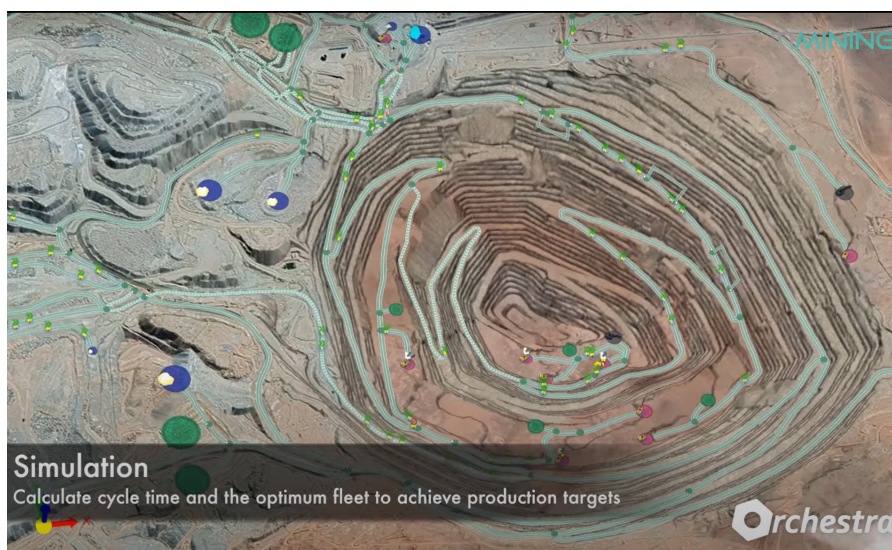 MINING
Simulation
Calculate cycle time and the optimum fleet to achieve production targets
Orchestra
X